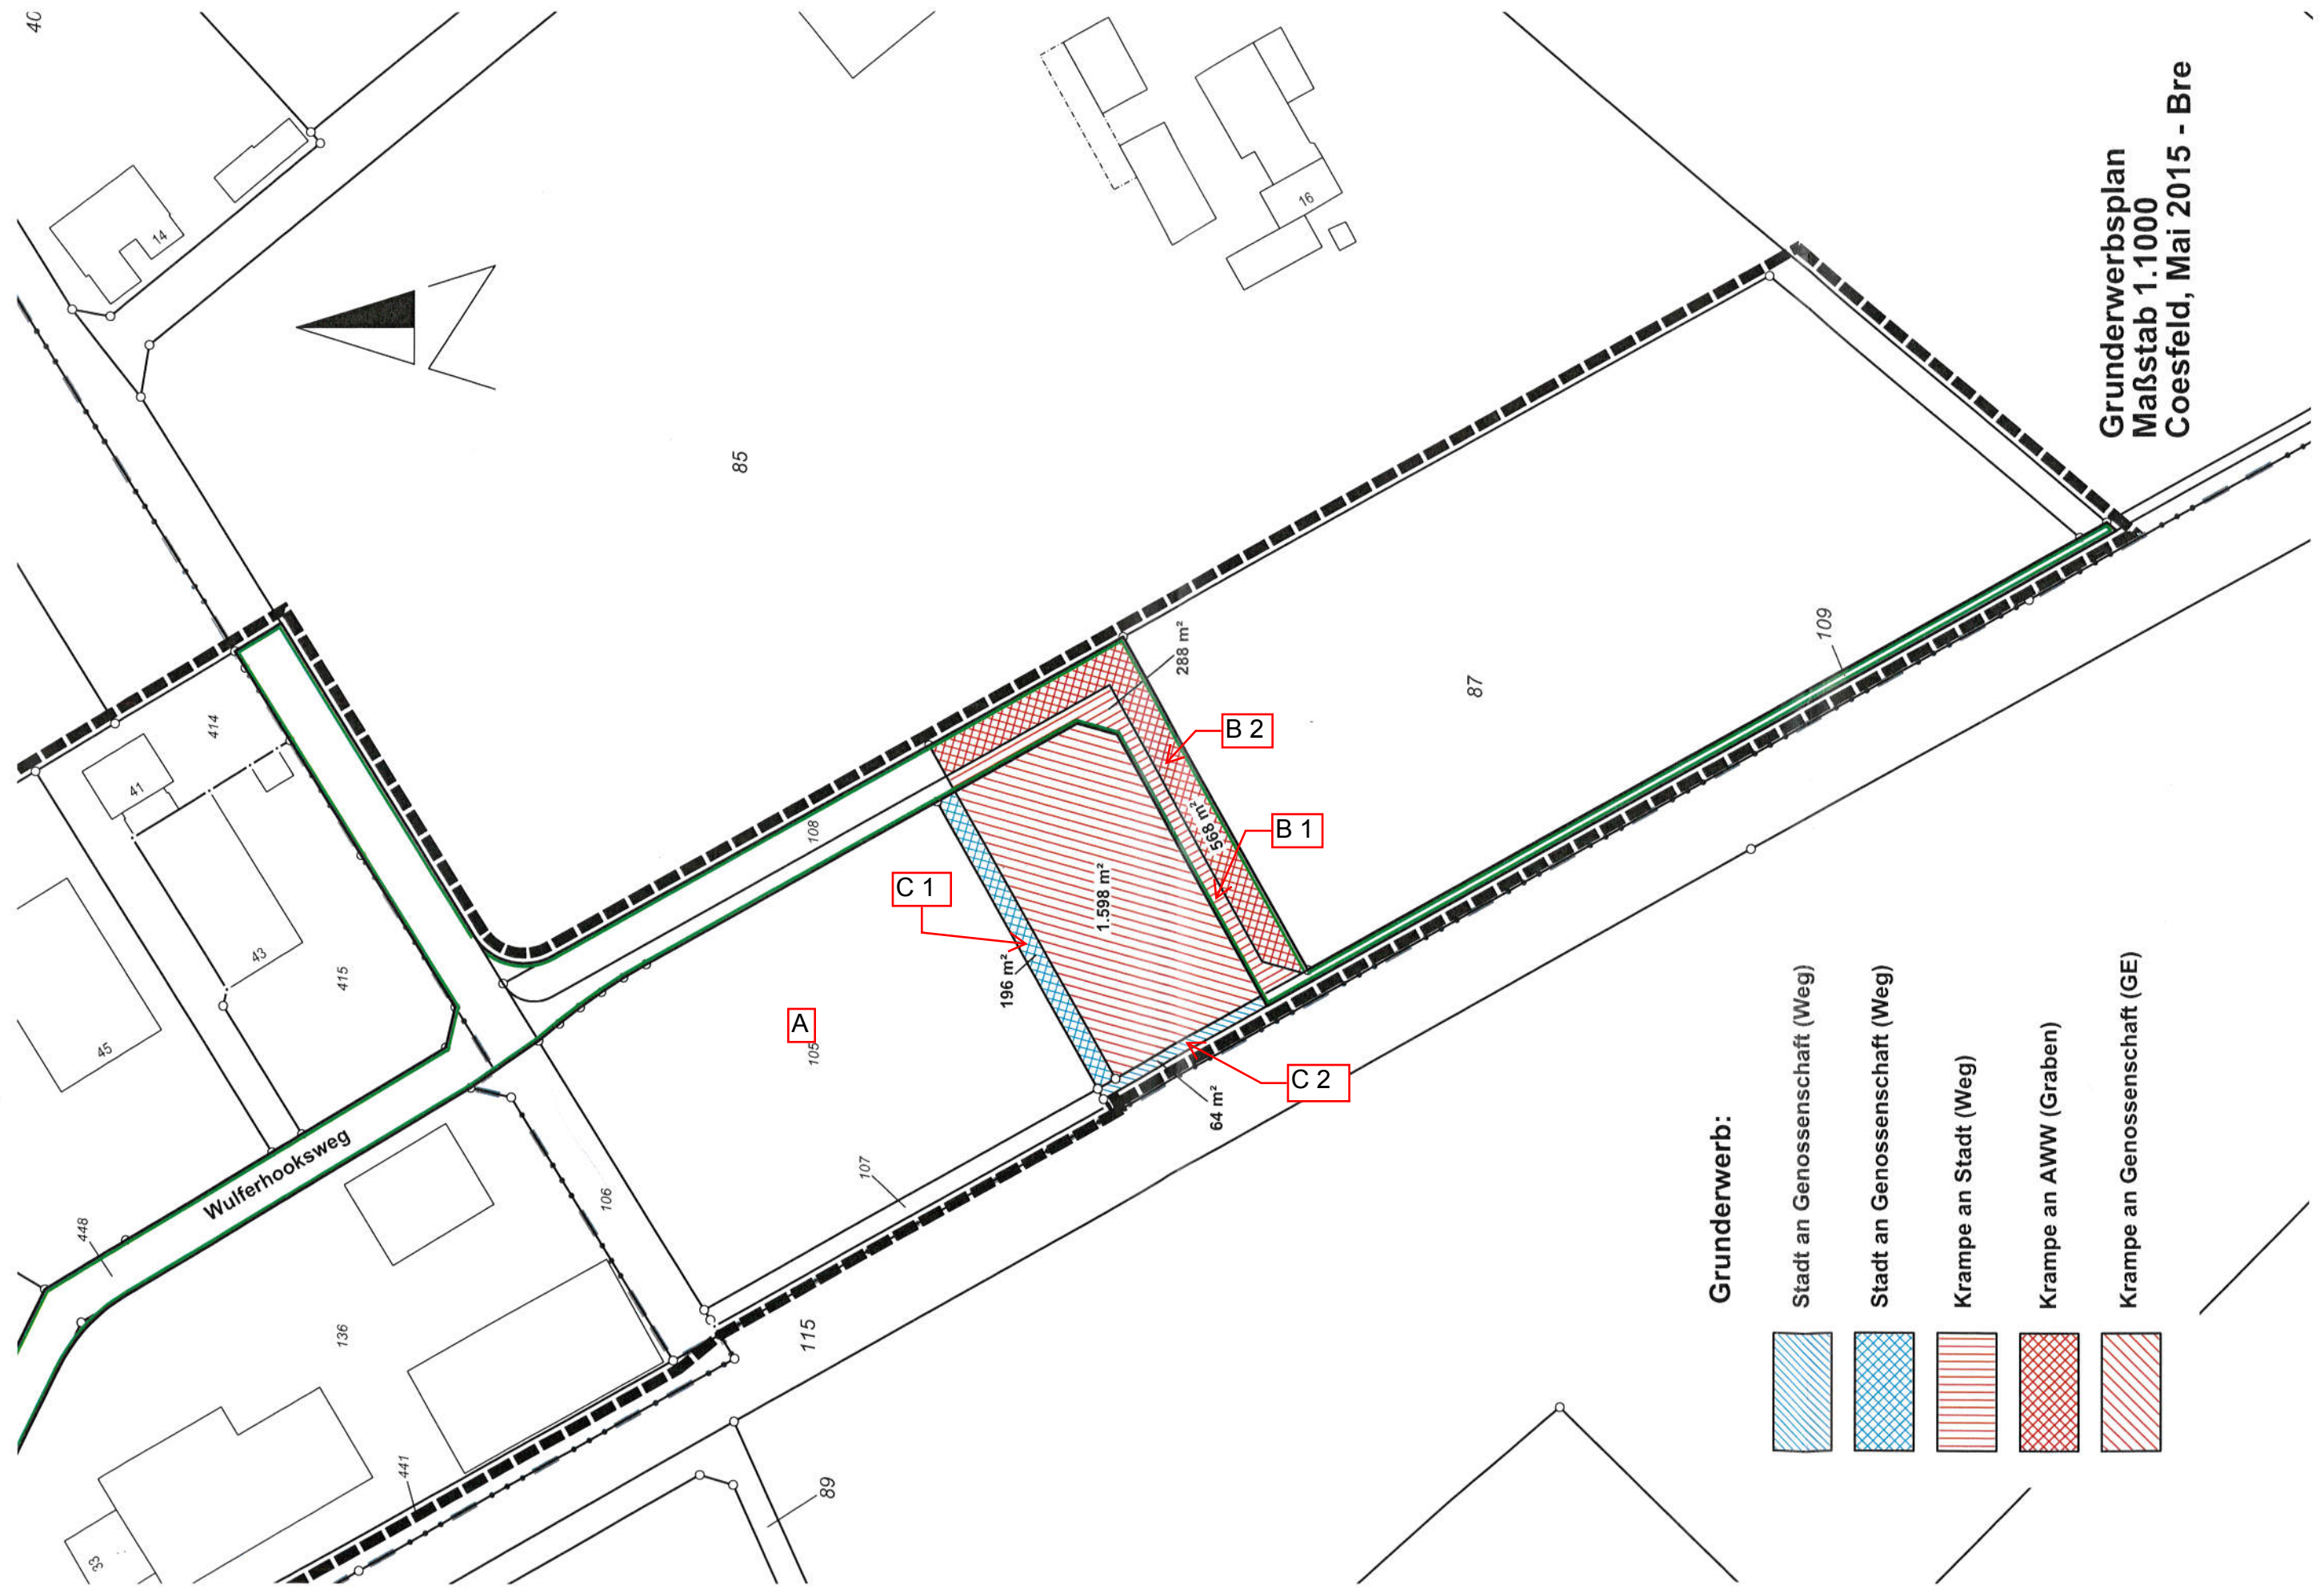 40
14
16
85
414
41
108
288 m²
87
109
B 2
B 1
568 m²
1.598 m²
C 1
196 m²
A
105
43
415
45
C 2
64 m²
Wulferhooksweg
448
106
107
136
115
441
89
33
Grunderwerbsplan
Maßstab 1.1000
Coesfeld, Mai 2015 - Bre
Grunderwerb:
Stadt an Genossenschaft (Weg)
Stadt an Genossenschaft (Weg)
Krampe an Stadt (Weg)
Krampe an AWW (Graben)
Krampe an Genossenschaft (GE)